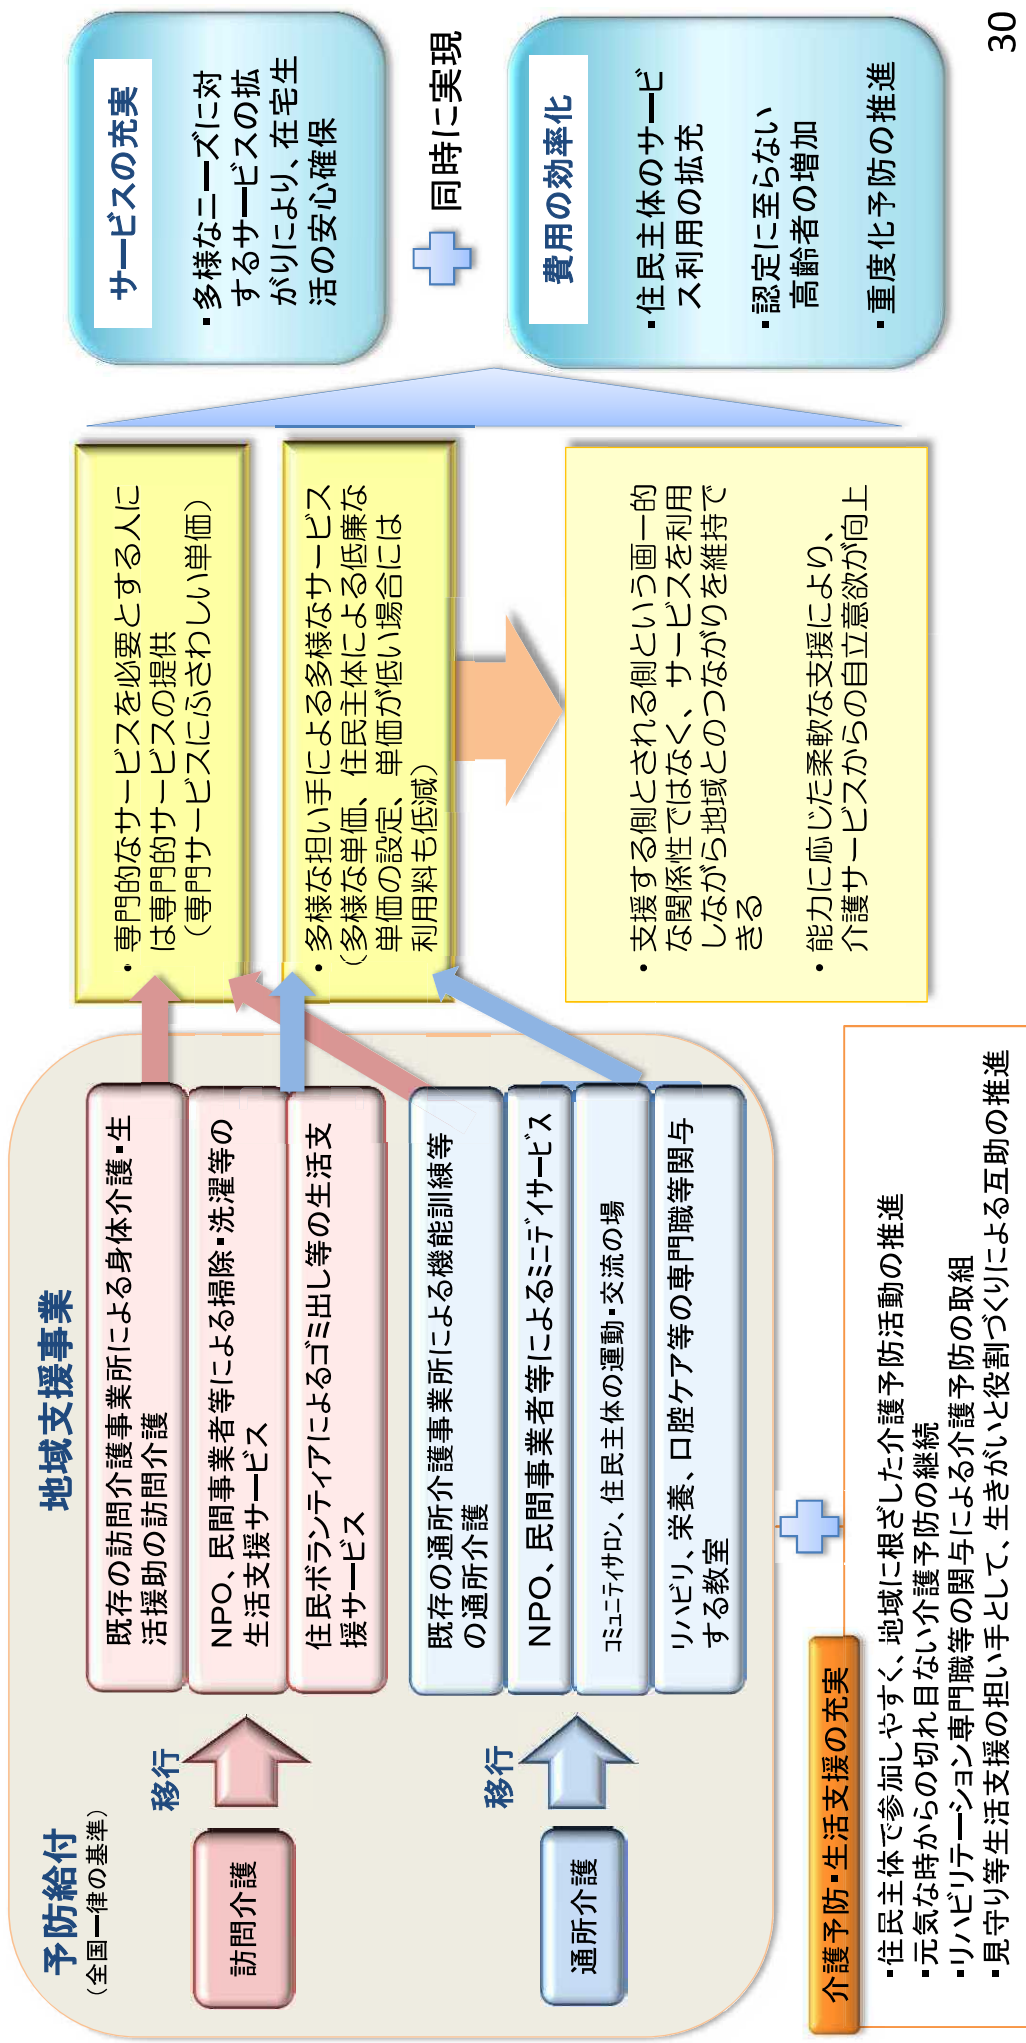 予防給付
（全国一律の基準）
地域支援事業
訪問介護
移行
既存の訪問介護事業所による身体介護・生
活援助の訪問介護
NPO、民間事業者等による掃除・洗濯等の
生活支援サービス
住民ボランティアによるゴミ出し等の生活支
援サービス
通所介護
移行
既存の通所介護事業所による機能訓練等
の通所介護
NPO、民間事業者等によるミニデイサービス
コミュニティサロン、住民主体の運動・交流の場
リハビリ、栄養、口腔ケア等の専門職等関与
する教室
・専門的なサービスを必要とする人に
は専門的サービスの提供
（専門サービスにふさわしい単価）
・多様な担い手による多様なサービス
（多様な単価、住民主体による低廉な
単価の設定、単価が低い場合には
利用料も低減）
・支援する側とされる側という画一的
な関係性ではなく、サービスを利用
しながら地域とのつながりを維持で
きる
・能力に応じた柔軟な支援により、
介護サービスからの自立意欲が向上
サービスの充実
・多様なニーズに対
するサービスの拡
がりにより、在宅生
活の安心確保
同時に実現
費用の効率化
・住民主体のサービ
ス利用の拡充
・認定に至らない
高齢者の増加
・重度化予防の推進
介護予防・生活支援の充実
・住民主体で参加しやすく、地域に根ざした介護予防活動の推進
・元気な時からの切れ目ない介護予防の継続
・リハビリテーション専門職等の関与による介護予防の取組
・見守り等生活支援の担い手として、生きがいと役割づくりによる互助の推進
30